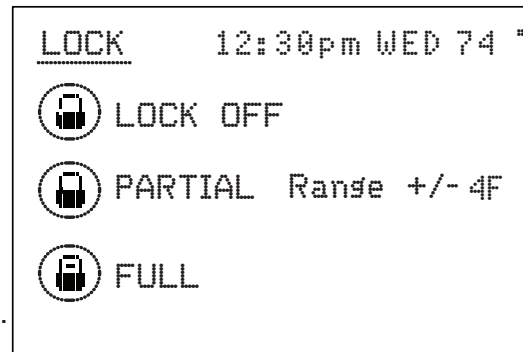 LOCK 12:30pm WED 74 °
LOCK OFF
PARTIAL Range +/- 4F
FULL